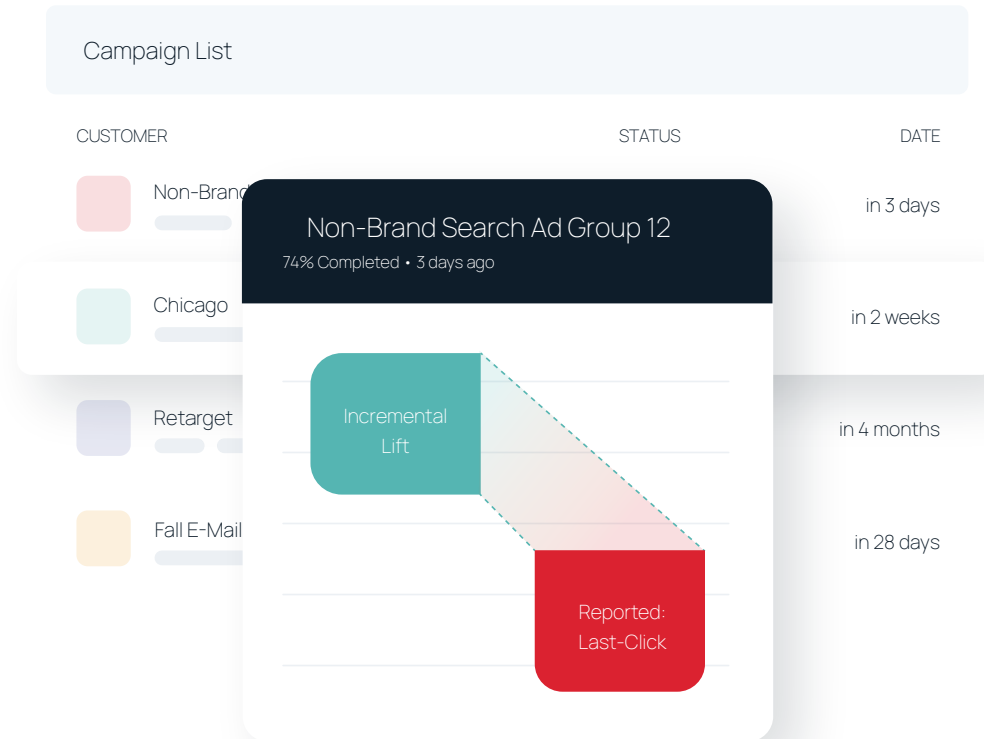 Campaign List
CUSTOMER STATUS DATE
Non-Brand in 3 days
Non-Brand Search Ad Group 12
74% Completed • 3 days ago
Chicago in 2 weeks
Retarget in 4 months
Fall E-Mail in 28 days
Incremental
Lift
Reported:
Last-Click